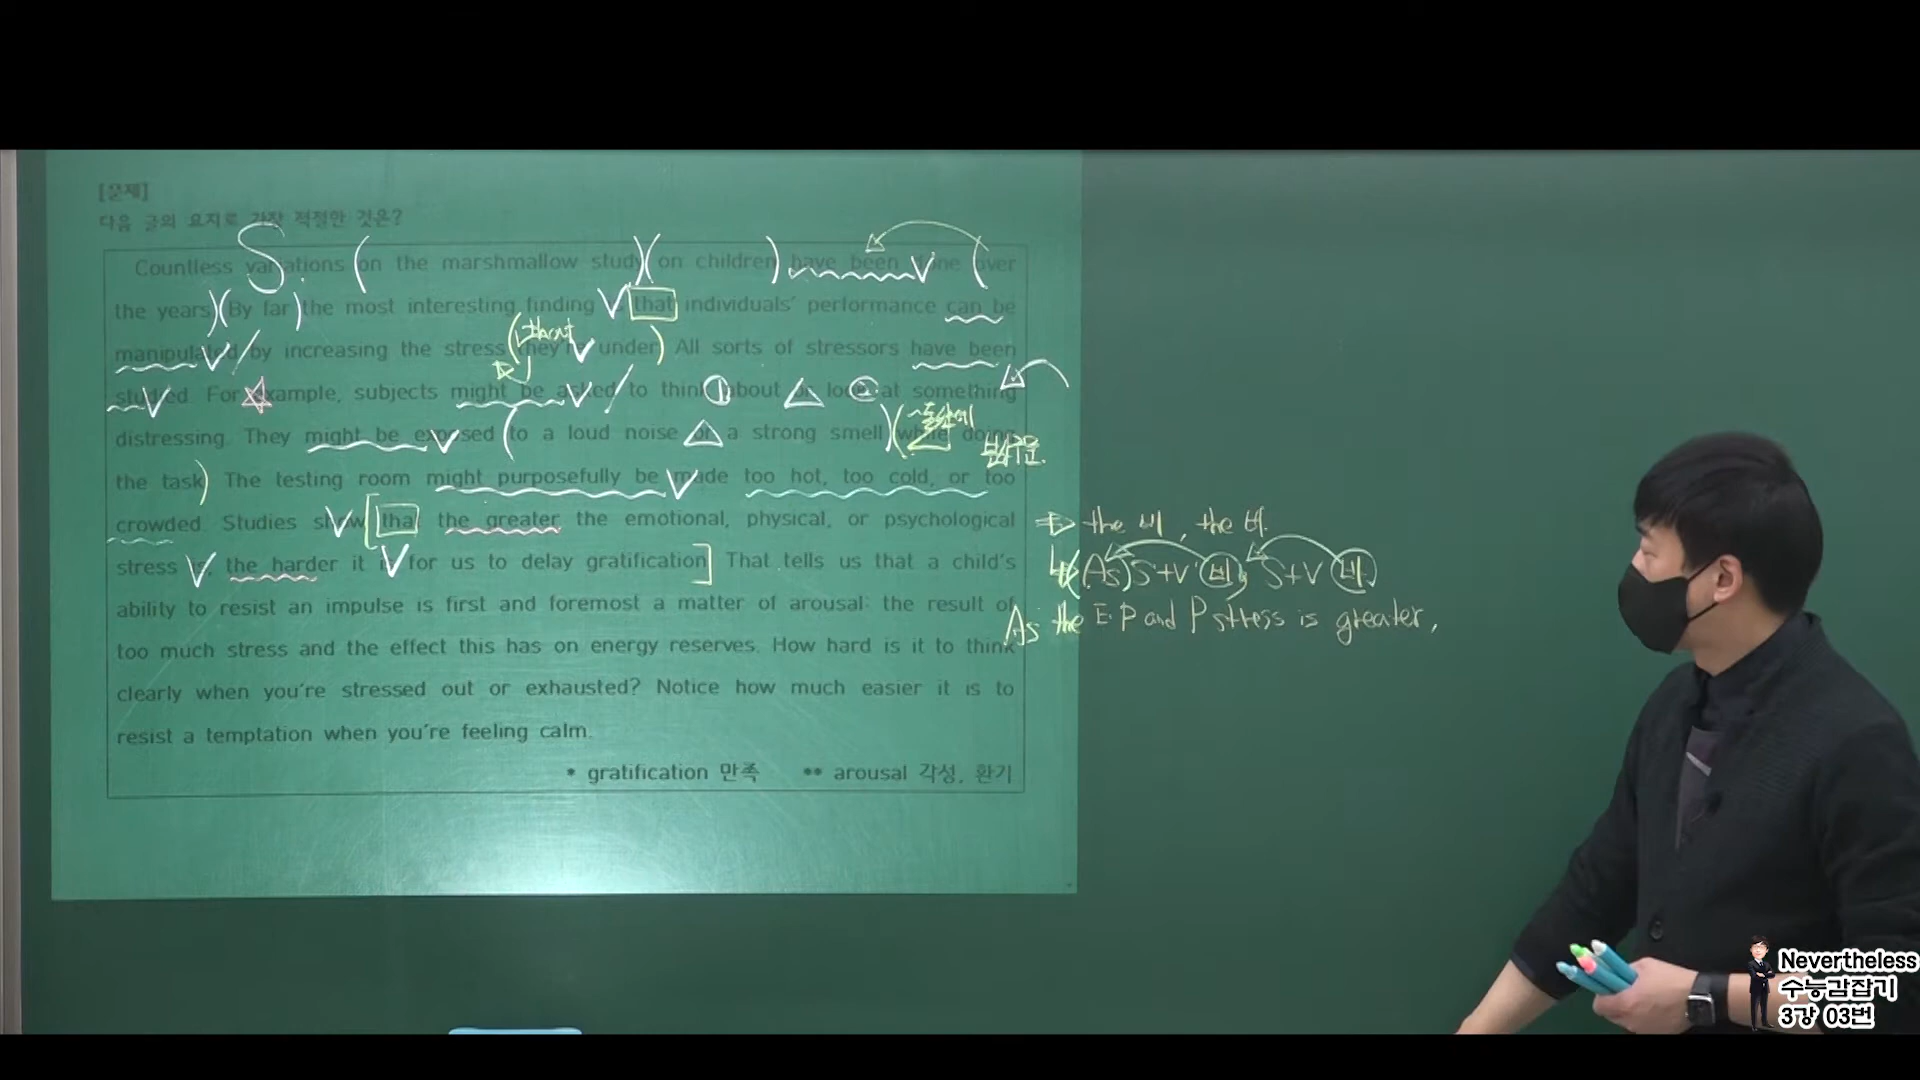 [문제]
다음 글의 요지로 가장 적절한 것은?
S.
Countless variations on the marshmallow study on children have been done over
the years. By far the most interesting finding is that individuals' performance can be
manipulated by increasing the stress they're under. All sorts of stressors have been
studied. For example, subjects might be asked to think about or look at something
distressing. They might be exposed to a loud noise or a strong smell while doing
the task. The testing room might purposefully be made too hot, too cold, or too
crowded. Studies show that the greater the emotional, physical, or psychological
stress is, the harder it is for us to delay gratification. That tells us that a child's
ability to resist an impulse is first and foremost a matter of arousal: the result of
too much stress and the effect this has on energy reserves. How hard is it to think
clearly when you're stressed out or exhausted? Notice how much easier it is to
resist a temptation when you're feeling calm.
* gratification 만족 ** arousal 각성, 환기
~동안에
분사구문.
⇒ the 비, the 비.
(As) S+V 비, S+V 비.
As the E. P and P stress is greater,
Nevertheless
수능감잡기
3강 03번